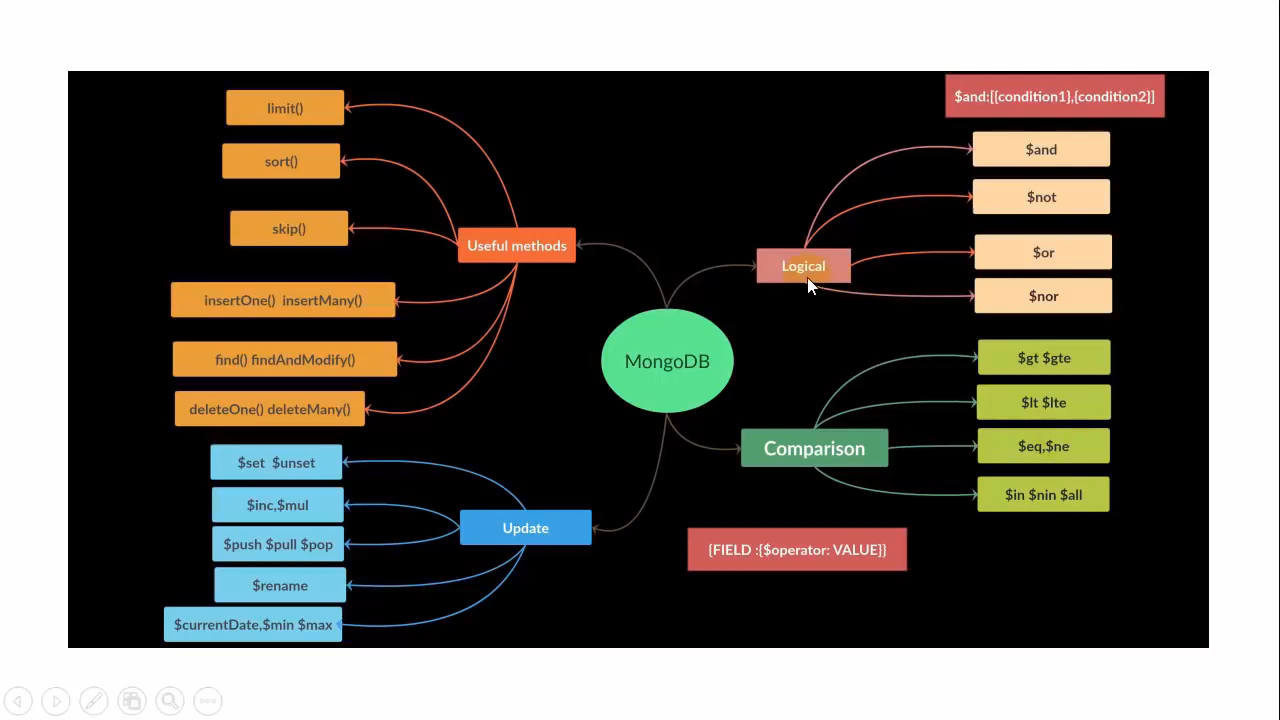 limit()
sort()
skip()
Useful methods
insertOne()  insertMany()
find() findAndModify()
deleteOne() deleteMany()
$set  $unset
$inc,$mul
$push $pull $pop
$rename
$currentDate,$min $max
Update
MongoDB
$and:[{condition1},{condition2}]
Logical
$and
$not
$or
$nor
Comparison
$gt $gte
$lt $lte
$eq,$ne
$in $nin $all
{FIELD :{$operator: VALUE}}